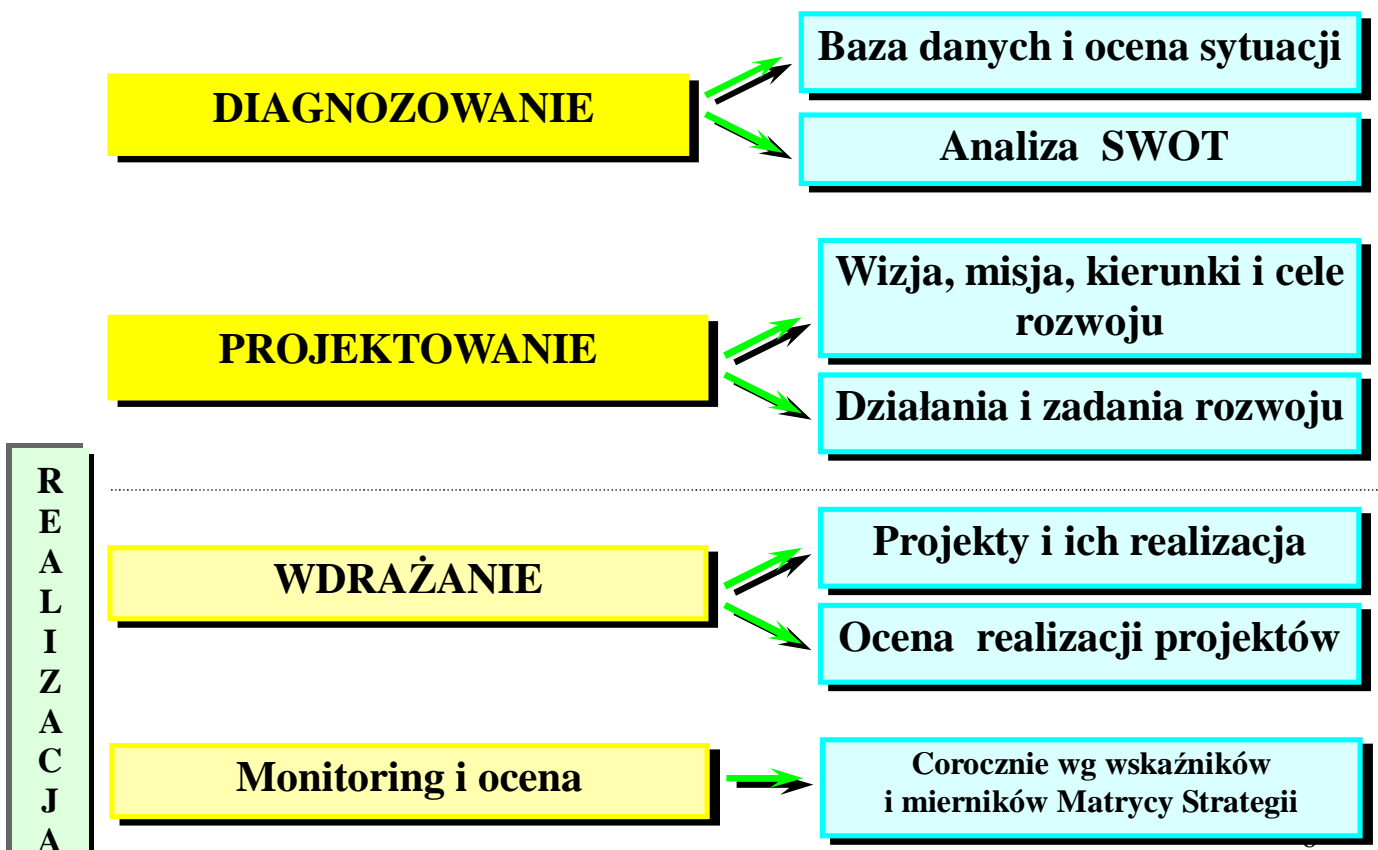 DIAGNOZOWANIE
Baza danych i ocena sytuacji
Analiza SWOT
PROJEKTOWANIE
Wizja, misja, kierunki i cele
rozwoju
Działania i zadania rozwoju
R
E
A
L
I
Z
A
C
J
A
WDRAŻANIE
Projekty i ich realizacja
Ocena realizacji projektów
Monitoring i ocena
Corocznie wg wskaźników
i mierników Matrycy Strategii